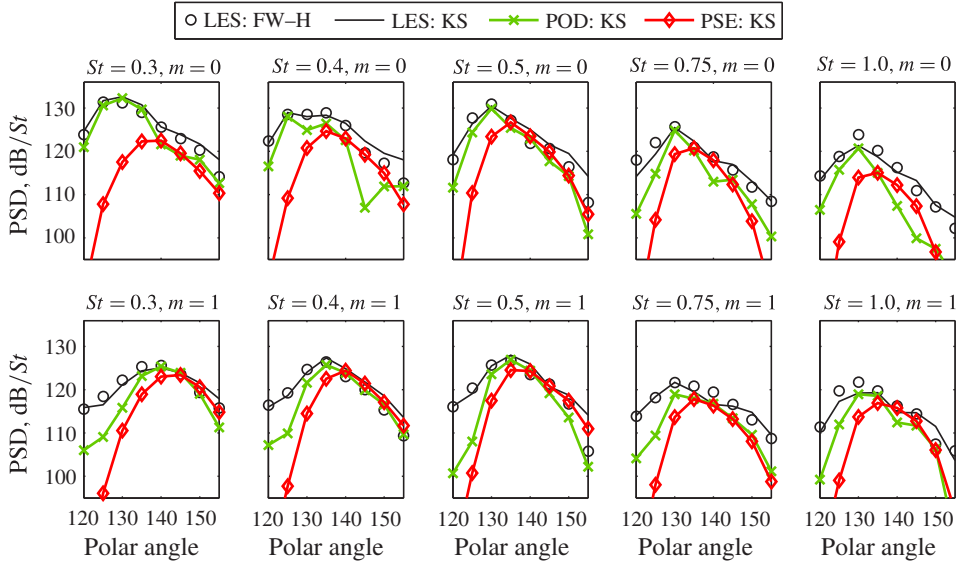 LES: FW–H LES: KS POD: KS PSE: KS
St = 0.3, m = 0 St = 0.4, m = 0 St = 0.5, m = 0 St = 0.75, m = 0 St = 1.0, m = 0
130
120
110
100
PSD, dB/St
St = 0.3, m = 1 St = 0.4, m = 1 St = 0.5, m = 1 St = 0.75, m = 1 St = 1.0, m = 1
130
120
110
100
PSD, dB/St
120 130 140 150 120 130 140 150 120 130 140 150 120 130 140 150 120 130 140 150
Polar angle Polar angle Polar angle Polar angle Polar angle